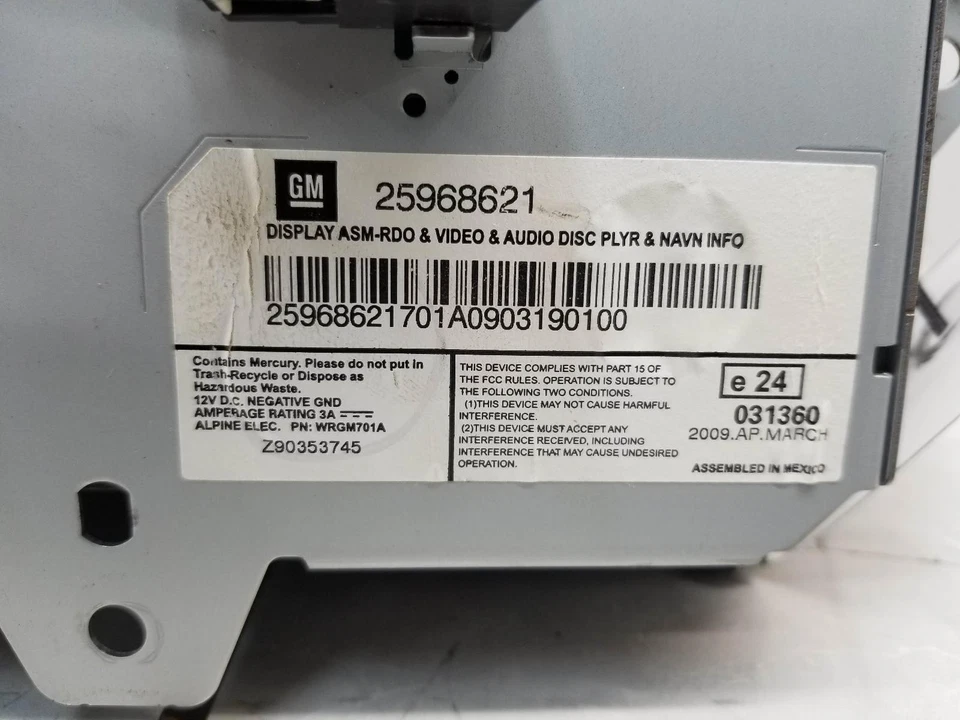 GM 25968621
DISPLAY ASM-RDO & VIDEO & AUDIO DISC PLYR & NAVN INFO
25968621701A0903190100
Contains Mercury. Please do not put in
Trash-Recycle or Dispose as
Hazardous Waste.
12V D.C. NEGATIVE GND
AMPERAGE RATING 3A
ALPINE ELEC. PN: WRGM701A
Z90353745
THIS DEVICE COMPLIES WITH PART 15 OF
THE FCC RULES. OPERATION IS SUBJECT TO
THE FOLLOWING TWO CONDITIONS.
(1)THIS DEVICE MAY NOT CAUSE HARMFUL
INTERFERENCE.
(2)THIS DEVICE MUST ACCEPT ANY
INTERFERENCE RECEIVED, INCLUDING
INTERFERENCE THAT MAY CAUSE UNDESIRED
OPERATION.
e 24
031360
2009.AP.MARCH
ASSEMBLED IN MEXICO